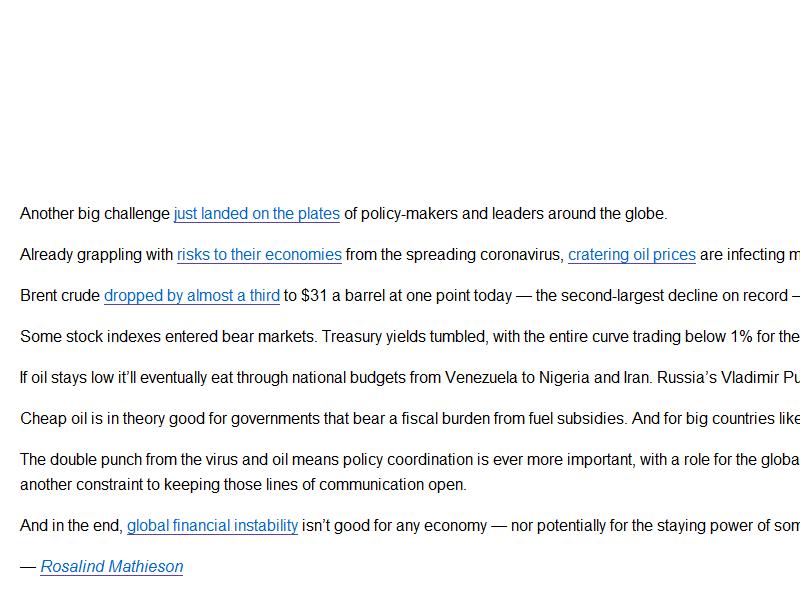 Another big challenge just landed on the plates of policy-makers and leaders around the globe.
Already grappling with risks to their economies from the spreading coronavirus, cratering oil prices are infecting
Brent crude dropped by almost a third to $31 a barrel at one point today — the second-largest decline on record –
Some stock indexes entered bear markets. Treasury yields tumbled, with the entire curve trading below 1% for the
If oil stays low it’ll eventually eat through national budgets from Venezuela to Nigeria and Iran. Russia’s Vladimir
Cheap oil is in theory good for governments that bear a fiscal burden from fuel subsidies. And for big countries like
The double punch from the virus and oil means policy coordination is ever more important, with a role for the
another constraint to keeping those lines of communication open.
And in the end, global financial instability isn’t good for any economy — nor potentially for the staying power of
— Rosalind Mathieson